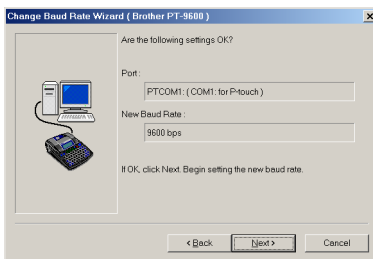 Change Baud Rate Wizard ( Brother PT-9600 )
Are the following settings OK?
Port :
PTCOM1: ( COM1: for P-touch )
New Baud Rate :
9600 bps
If OK, click Next. Begin setting the new baud rate.
< Back
Next >
Cancel